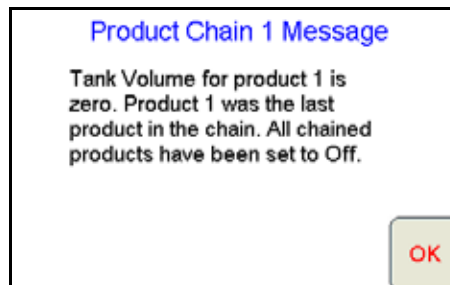 Product Chain 1 Message
Tank Volume for product 1 is
zero. Product 1 was the last
product in the chain. All chained
products have been set to Off.
OK